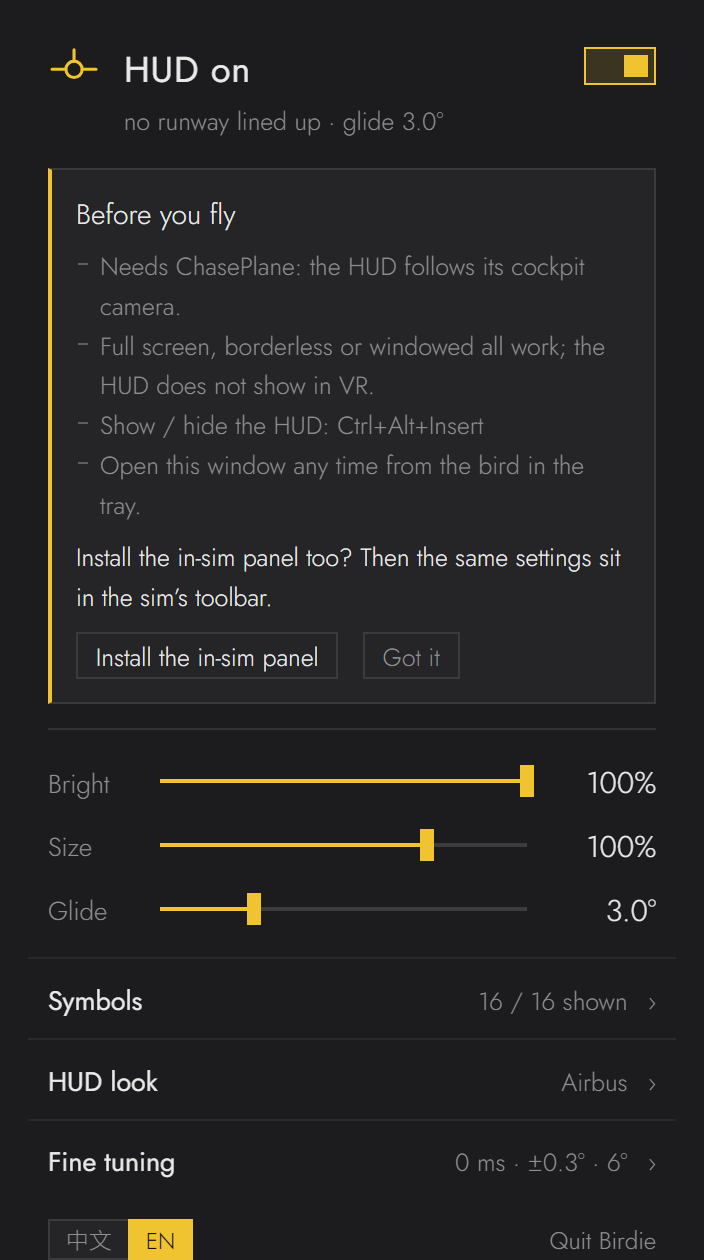 HUD on
no runway lined up · glide 3.0°
Before you fly
– Needs ChasePlane: the HUD follows its cockpit
camera.
– Full screen, borderless or windowed all work; the
HUD does not show in VR.
– Show / hide the HUD: Ctrl+Alt+Insert
– Open this window any time from the bird in the
tray.
Install the in-sim panel too? Then the same settings sit
in the sim’s toolbar.
Install the in-sim panel Got it
Bright 100%
Size 100%
Glide 3.0°
Symbols 16 / 16 shown ›
HUD look Airbus ›
Fine tuning 0 ms · ±0.3° · 6° ›
中文 EN Quit Birdie